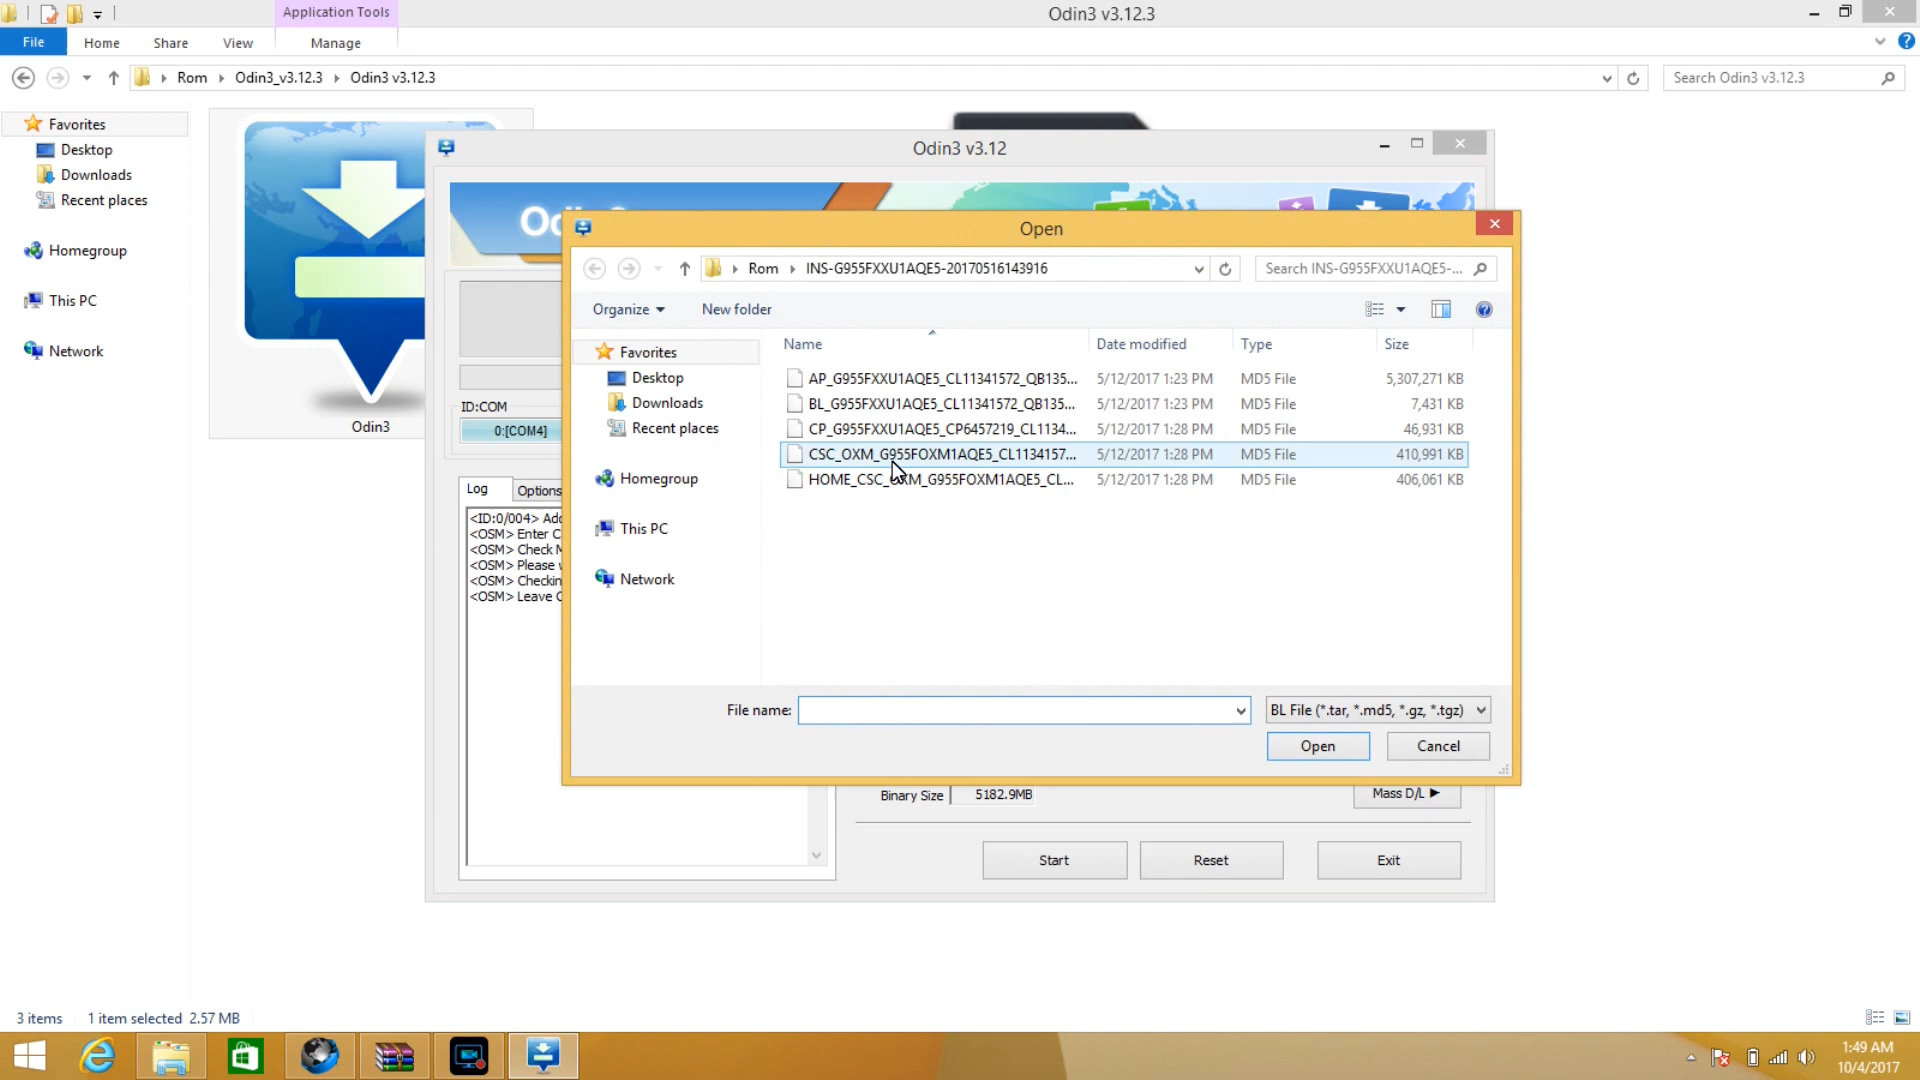 Application Tools
Odin3 v3.12.3
File
Home
Share
View
Manage
Rom
Odin3_v3.12.3
Odin3 v3.12.3
Search Odin3 v3.12.3
Favorites
Desktop
Downloads
Recent places
Homegroup
This PC
Network
Odin3
Odin3 v3.12
ID:COM
0:[COM4]
Log
Options
<ID:0/004>
<OSM> Enter C
<OSM> Check
<OSM> Please
<OSM>
<OSM> Leave
Open
Rom
INS-G955FXXU1AQE5-20170516143916
Search INS-G955FXXU1AQE5-...
Organize
New folder
Favorites
Desktop
Downloads
Recent places
Homegroup
This PC
Network
Name
Date modified
Type
Size
AP_G955FXXU1AQE5_CL11341572_QB135... 5/12/2017 1:23 PM MD5 File 5,307,271 KB
BL_G955FXXU1AQE5_CL11341572_QB135... 5/12/2017 1:23 PM MD5 File 7,431 KB
CP_G955FXXU1AQE5_CP6457219_CL1134... 5/12/2017 1:28 PM MD5 File 46,931 KB
CSC_OXM_G955FOXM1AQE5_CL1134157... 5/12/2017 1:28 PM MD5 File 410,991 KB
HOME_CSC_OXM_G955FOXM1AQE5_CL... 5/12/2017 1:28 PM MD5 File 406,061 KB
File name:
BL File (*.tar, *.md5, *.gz, *.tgz)
Open
Cancel
Binary Size
5182.9MB
Mass D/L
Start
Reset
Exit
3 items
1 item selected 2.57 MB
1:49 AM
10/4/2017